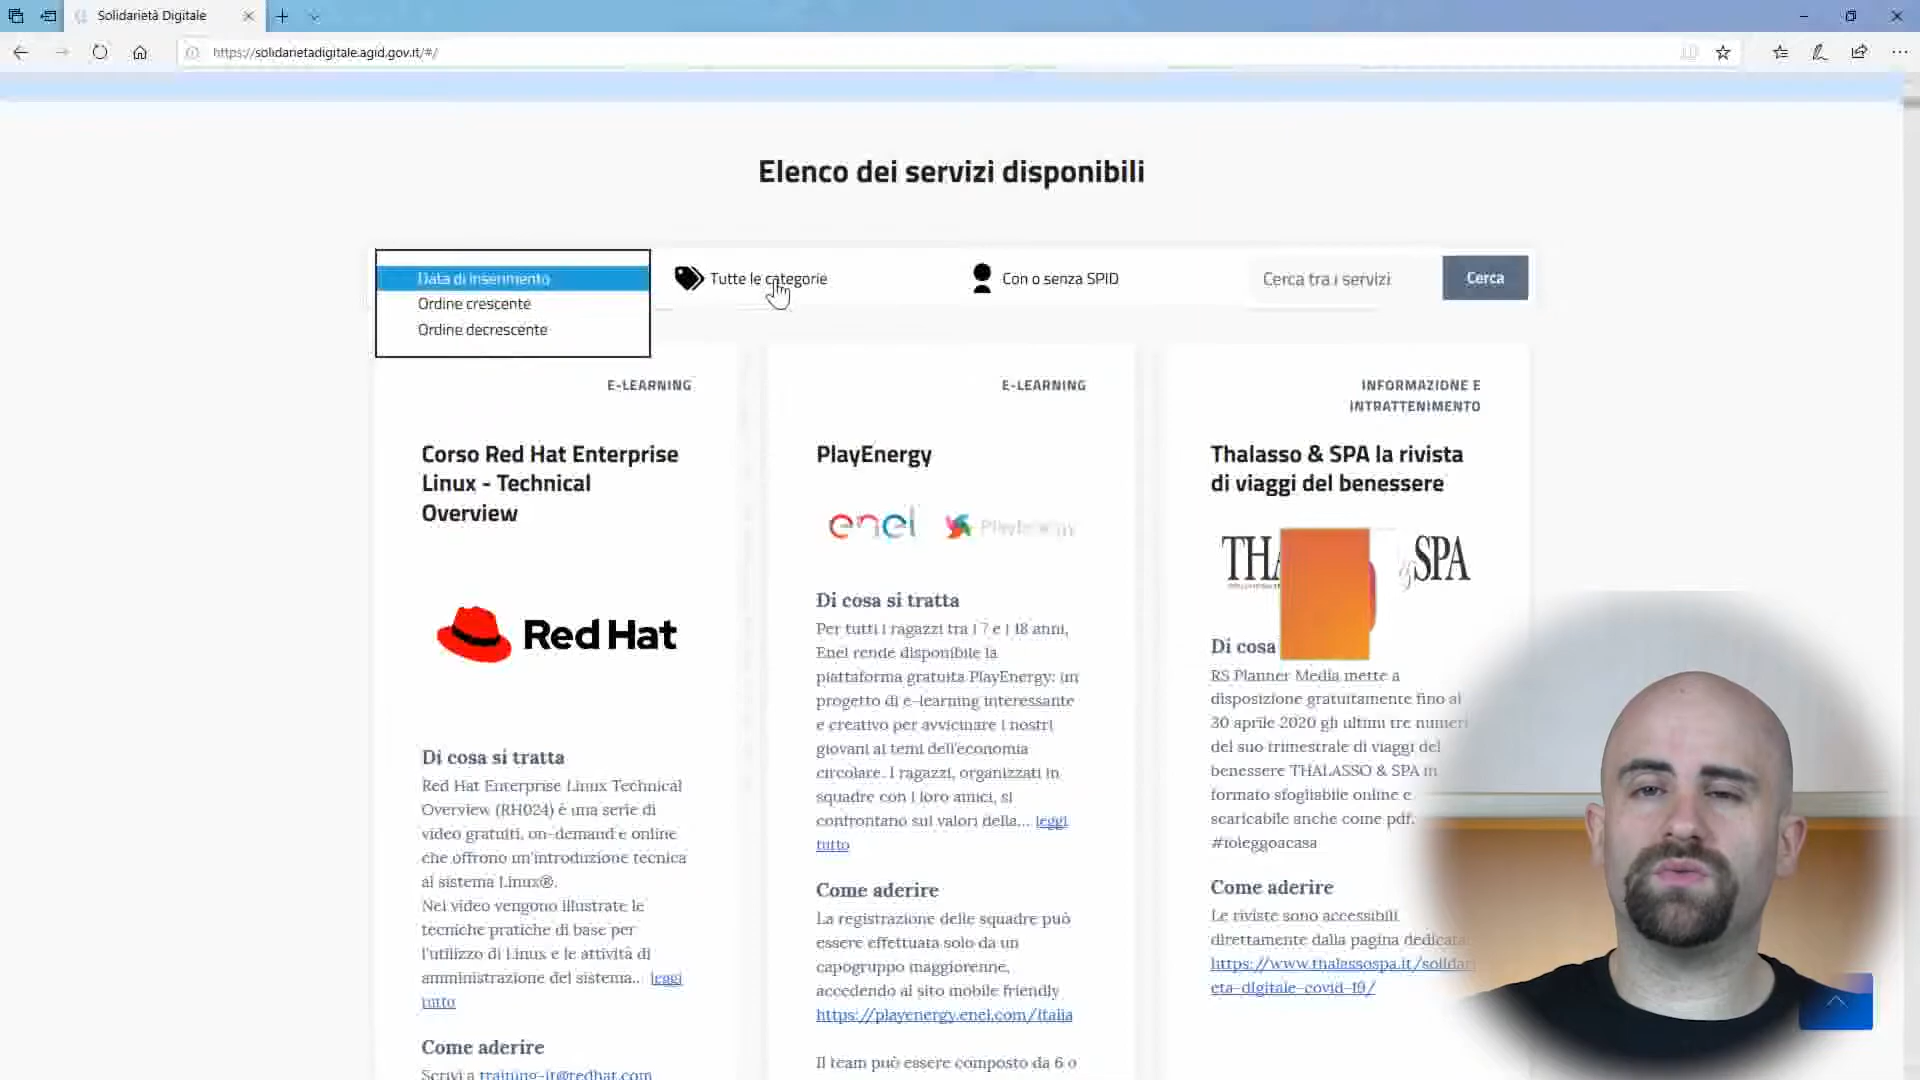 Solidarietà Digitale
https://solidarietadigitale.agid.gov.it/#/
Elenco dei servizi disponibili
Data di inserimento
Ordine crescente
Ordine decrescente
Tutte le categorie
Con o senza SPID
Cerca tra i servizi
Cerca
E-LEARNING
Corso Red Hat Enterprise
Linux - Technical
Overview
Red Hat
Di cosa si tratta
Red Hat Enterprise Linux Technical
Overview (RH024) è una serie di
video gratuiti, on-demand e online
che offrono un'introduzione tecnica
al sistema Linux®.
Nei video vengono illustrate le
tecniche pratiche di base per
l'utilizzo di Linux e le attività di
amministrazione del sistema... leggi
tutto
Come aderire
Scrivi a training-it@redhat.com
E-LEARNING
PlayEnergy
enel PlayEnergy
Di cosa si tratta
Per tutti i ragazzi tra i 7 e i 18 anni,
Enel rende disponibile la
piattaforma gratuita PlayEnergy: un
progetto di e-learning interessante
e creativo per avvicinare i nostri
giovani ai temi dell'economia
circolare. I ragazzi, organizzati in
squadre con i loro amici, si
confrontano sui valori della... leggi
tutto
Come aderire
La registrazione delle squadre può
essere effettuata solo da un
capogruppo maggiorenne,
accedendo al sito mobile friendly
https://playenergy.enel.com/italia
Il team può essere composto da 6 o
INFORMAZIONE E
INTRATTENIMENTO
Thalasso & SPA la rivista
di viaggi del benessere
THA & SPA
Di cosa
RS Planner Media mette a
disposizione gratuitamente fino al
30 aprile 2020 gli ultimi tre numeri
del suo trimestrale di viaggi del
benessere THALASSO & SPA in
formato sfogliabile online e
scaricabile anche come pdf.
#ioleggoacasa
Come aderire
Le riviste sono accessibili
direttamente dalla pagina dedicata
https://www.thalassospa.it/solidari
eta-digitale-covid-19/